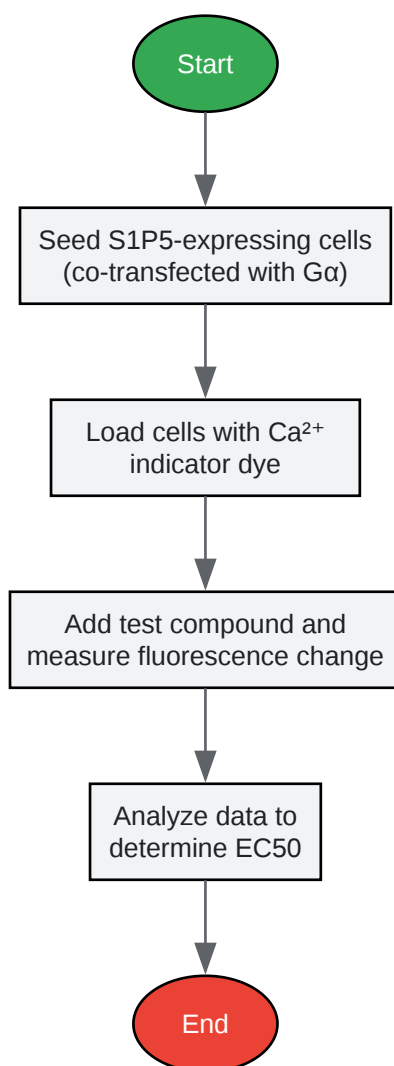 Start
Seed S1P5-expressing cells
(co-transfected with Gα)
Load cells with Ca²⁺
indicator dye
Add test compound and
measure fluorescence change
Analyze data to
determine EC50
End